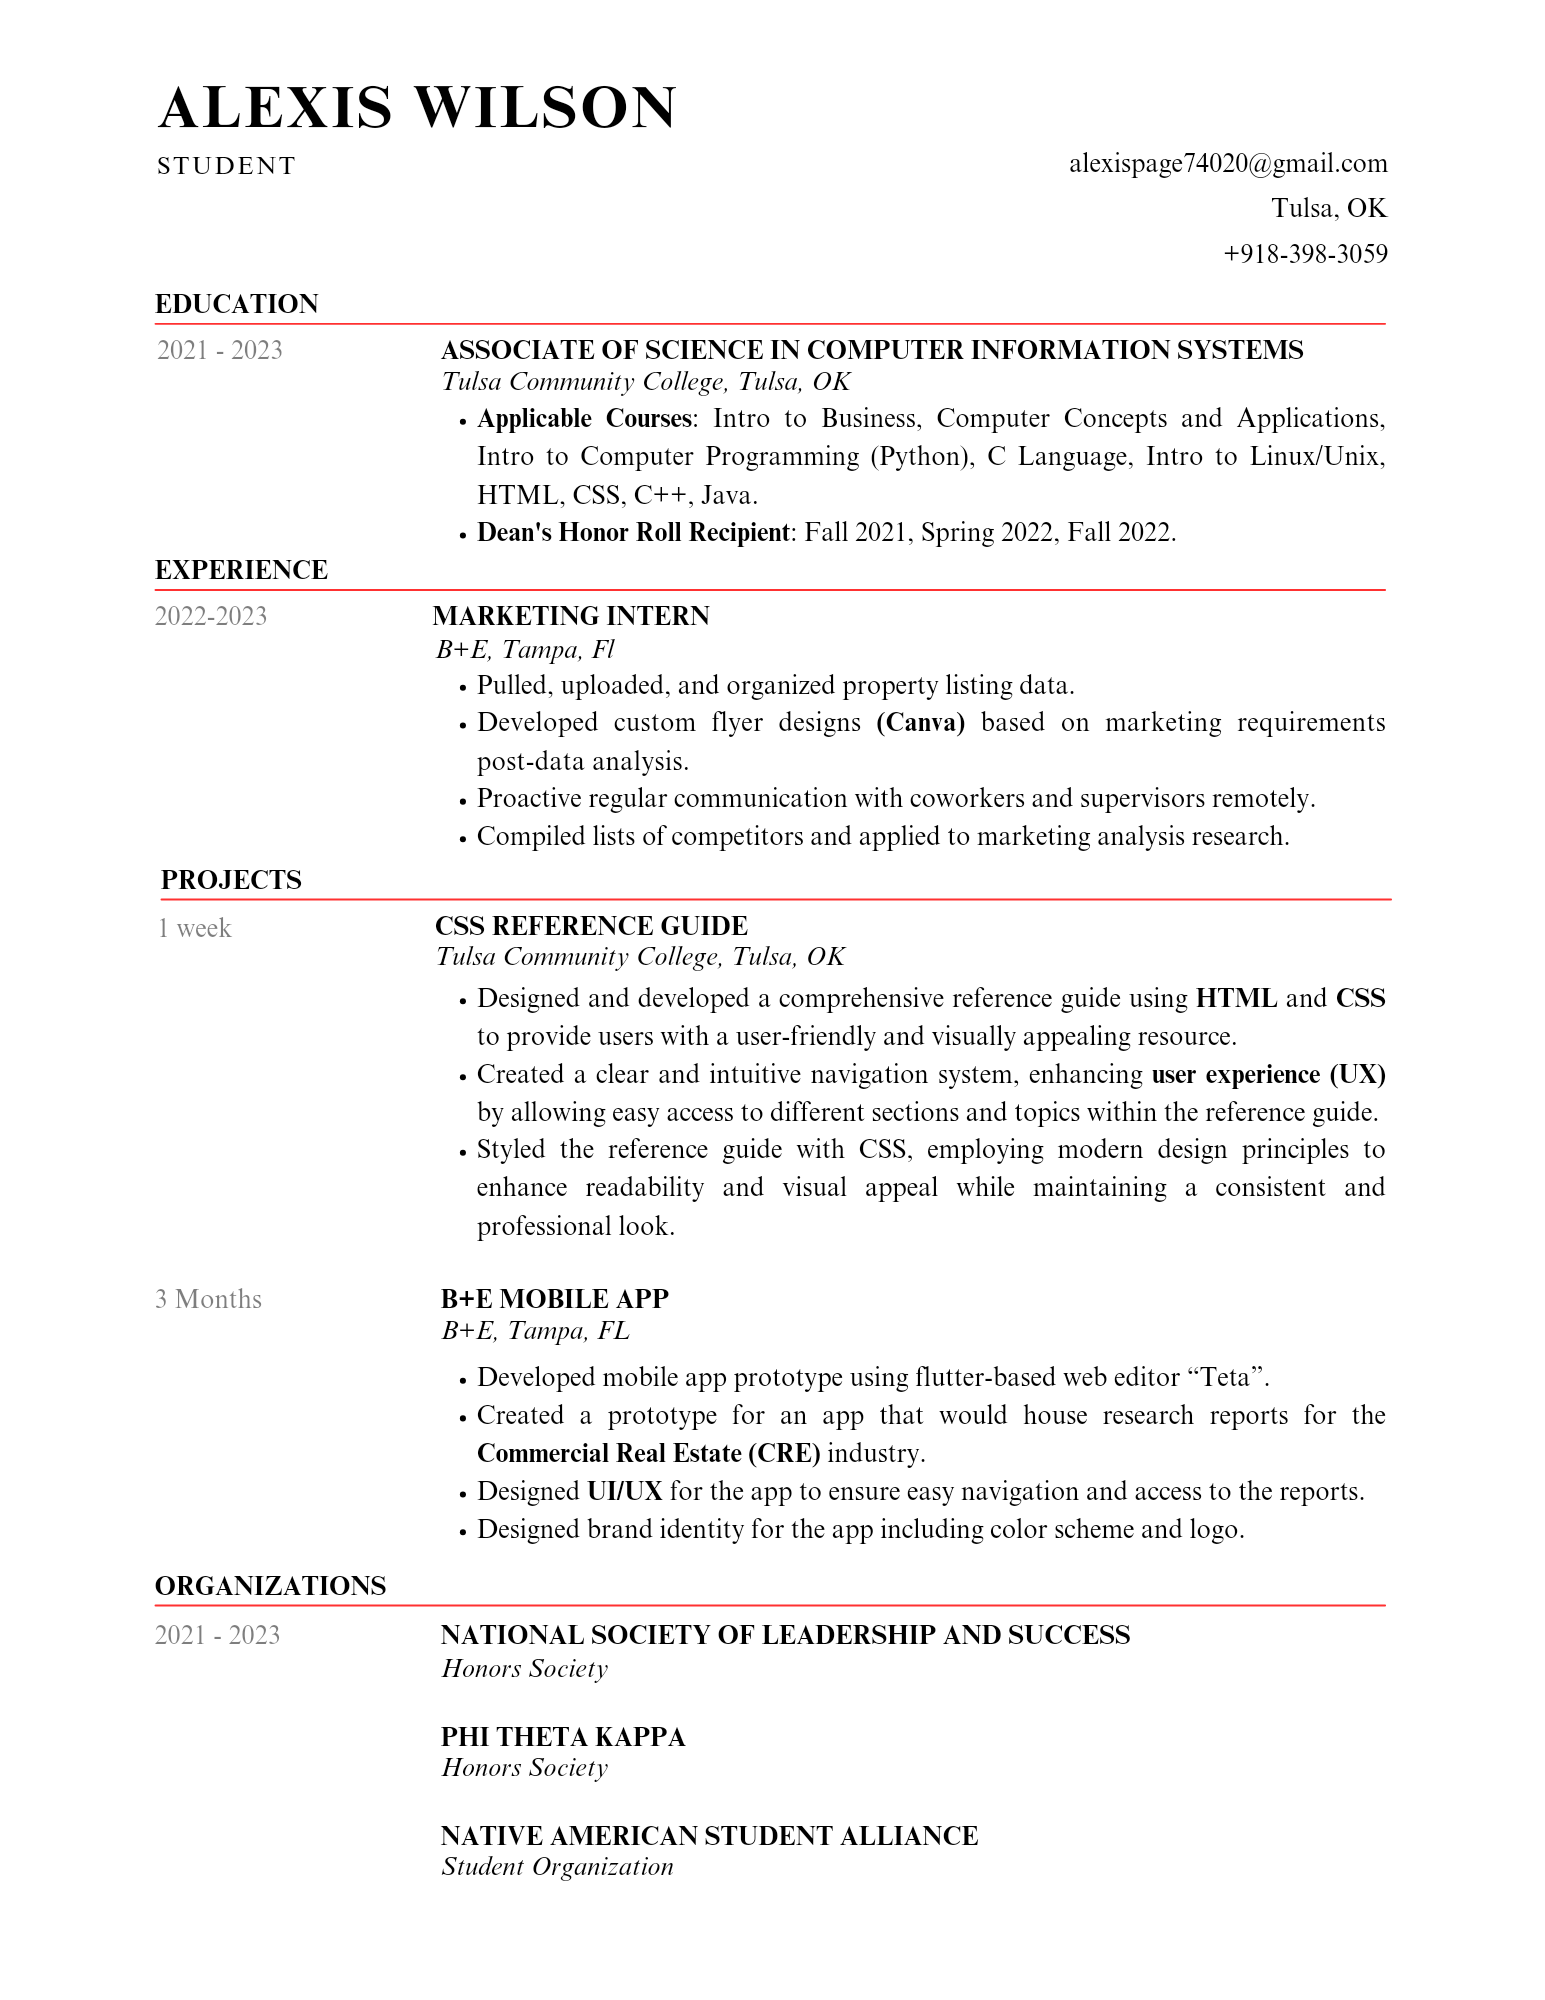 ALEXIS WILSON
STUDENT
alexispage74020@gmail.com
Tulsa, OK
+918-398-3059
EDUCATION
2021 - 2023
ASSOCIATE OF SCIENCE IN COMPUTER INFORMATION SYSTEMS
Tulsa Community College, Tulsa, OK
• Applicable Courses: Intro to Business, Computer Concepts and Applications,
Intro to Computer Programming (Python), C Language, Intro to Linux/Unix,
HTML, CSS, C++, Java.
• Dean's Honor Roll Recipient: Fall 2021, Spring 2022, Fall 2022.
EXPERIENCE
2022-2023
MARKETING INTERN
B+E, Tampa, Fl
• Pulled, uploaded, and organized property listing data.
• Developed custom flyer designs (Canva) based on marketing requirements
post-data analysis.
• Proactive regular communication with coworkers and supervisors remotely.
• Compiled lists of competitors and applied to marketing analysis research.
PROJECTS
1 week
CSS REFERENCE GUIDE
Tulsa Community College, Tulsa, OK
• Designed and developed a comprehensive reference guide using HTML and CSS
to provide users with a user-friendly and visually appealing resource.
• Created a clear and intuitive navigation system, enhancing user experience (UX)
by allowing easy access to different sections and topics within the reference guide.
• Styled the reference guide with CSS, employing modern design principles to
enhance readability and visual appeal while maintaining a consistent and
professional look.
3 Months
B+E MOBILE APP
B+E, Tampa, FL
• Developed mobile app prototype using flutter-based web editor “Teta”.
• Created a prototype for an app that would house research reports for the
Commercial Real Estate (CRE) industry.
• Designed UI/UX for the app to ensure easy navigation and access to the reports.
• Designed brand identity for the app including color scheme and logo.
ORGANIZATIONS
2021 - 2023
NATIONAL SOCIETY OF LEADERSHIP AND SUCCESS
Honors Society
PHI THETA KAPPA
Honors Society
NATIVE AMERICAN STUDENT ALLIANCE
Student Organization